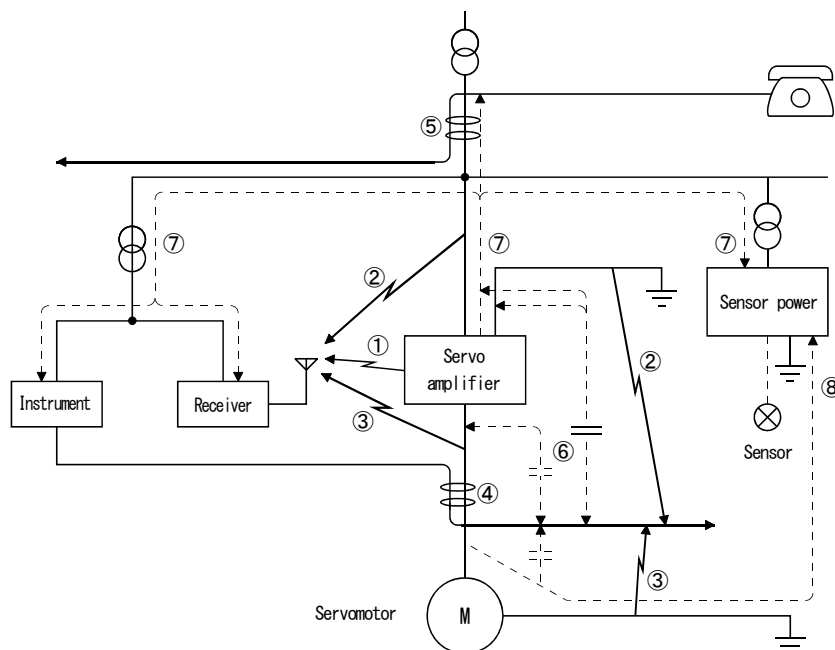 ⑤
⑦
⑦
⑦
②
Sensor power
①
Servo
amplifier
②
⑧
Instrument
Receiver
③
⑥
Sensor
④
③
Servomotor
M